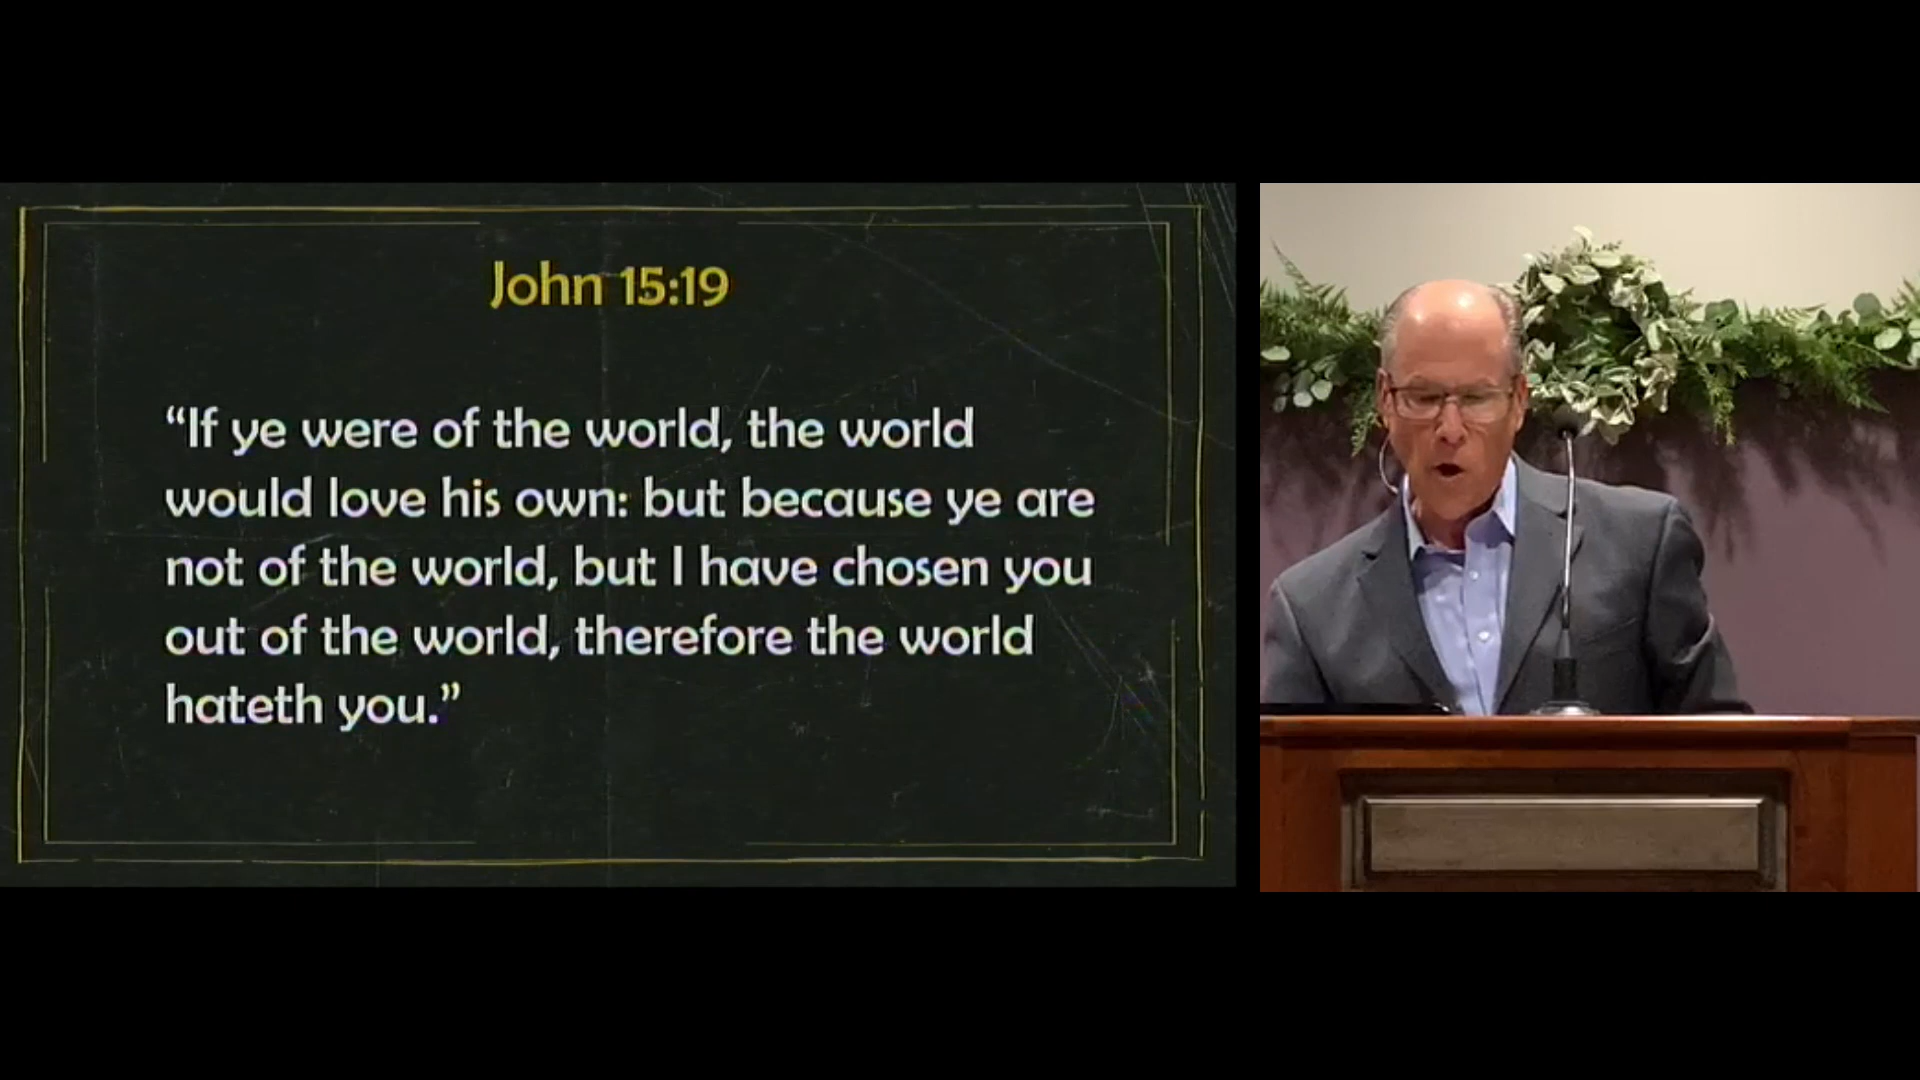 John 15:19
“If ye were of the world, the world
would love his own: but because ye are
not of the world, but I have chosen you
out of the world, therefore the world
hateth you.”